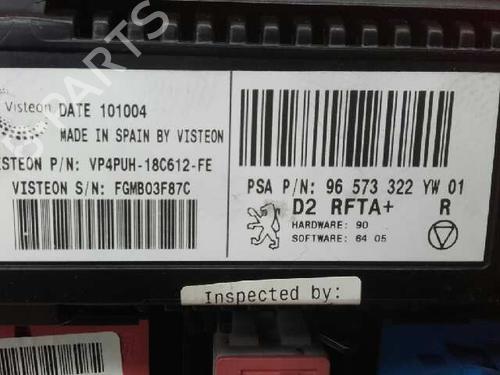 Visteon DATE 101004
MADE IN SPAIN BY VISTEON
VISTEON P/N: VP4PUH-18C612-FE
VISTEON S/N: FGMB03F87C
PSA P/N: 96 573 322 YW 01
D2 RFTA+ R
HARDWARE: 90
SOFTWARE: 64 05
Inspected by: